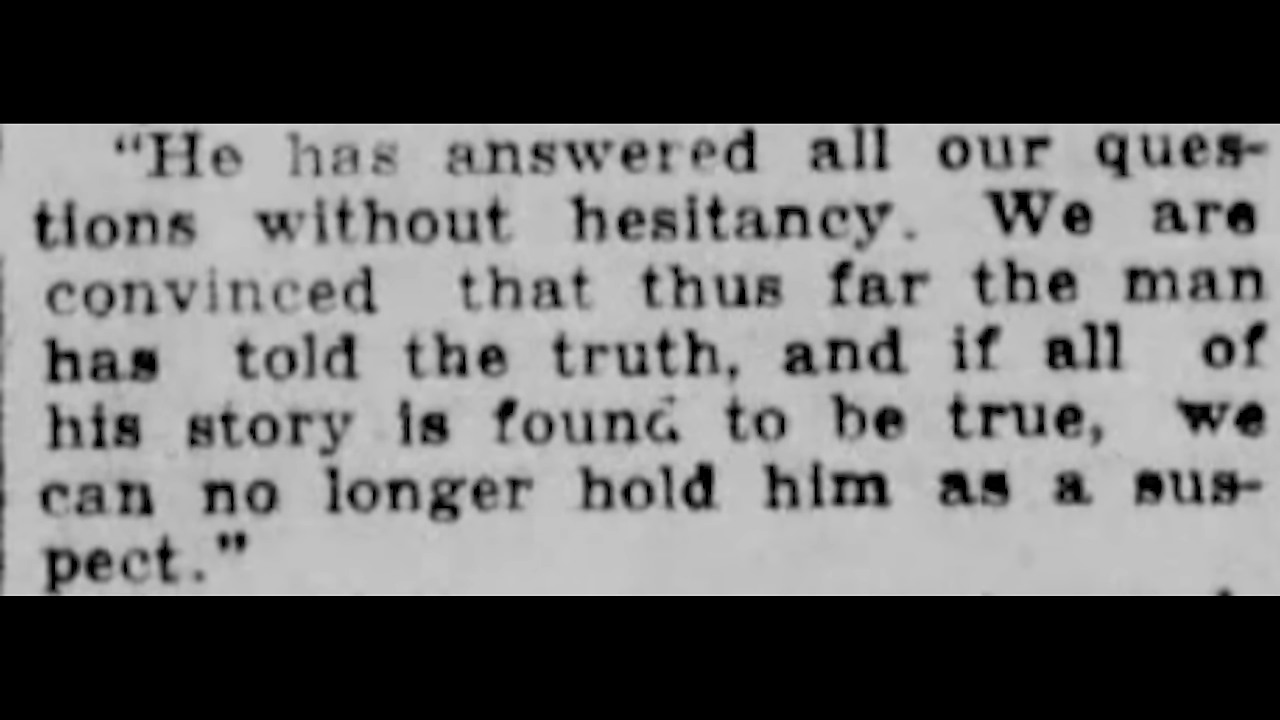 "He has answered all our ques-
tions without hesitancy. We are
convinced that thus far the man
has told the truth, and if all of
his story is found to be true, we
can no longer hold him as a sus-
pect."